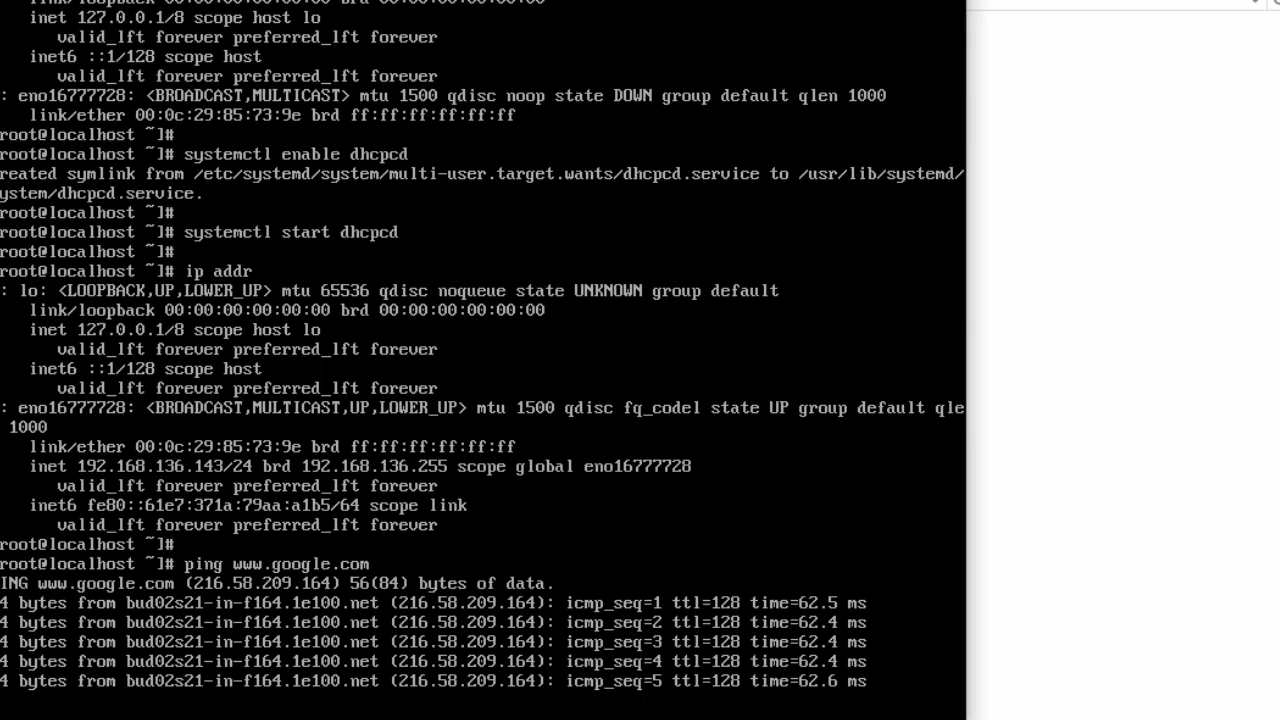 link/loopback 00:00:00:00:00:00 brd 00:00:00:00:00:00
inet 127.0.0.1/8 scope host lo
valid_lft forever preferred_lft forever
inet6 ::1/128 scope host
valid_lft forever preferred_lft forever
: eno16777728: <BROADCAST,MULTICAST> mtu 1500 qdisc noop state DOWN group default qlen 1000
link/ether 00:0c:29:85:73:9e brd ff:ff:ff:ff:ff:ff
root@localhost ~]#
root@localhost ~]# systemctl enable dhcpcd
reated symlink from /etc/systemd/system/multi-user.target.wants/dhcpcd.service to /usr/lib/systemd/
ystem/dhcpcd.service.
root@localhost ~]#
root@localhost ~]# systemctl start dhcpcd
root@localhost ~]#
root@localhost ~]# ip addr
: lo: <LOOPBACK,UP,LOWER_UP> mtu 65536 qdisc noqueue state UNKNOWN group default
link/loopback 00:00:00:00:00:00 brd 00:00:00:00:00:00
inet 127.0.0.1/8 scope host lo
valid_lft forever preferred_lft forever
inet6 ::1/128 scope host
valid_lft forever preferred_lft forever
: eno16777728: <BROADCAST,MULTICAST,UP,LOWER_UP> mtu 1500 qdisc fq_codel state UP group default qle
1000
link/ether 00:0c:29:85:73:9e brd ff:ff:ff:ff:ff:ff
inet 192.168.136.143/24 brd 192.168.136.255 scope global eno16777728
valid_lft forever preferred_lft forever
inet6 fe80::61e7:371a:79aa:a1b5/64 scope link
valid_lft forever preferred_lft forever
root@localhost ~]#
root@localhost ~]# ping www.google.com
ING www.google.com (216.58.209.164) 56(84) bytes of data.
4 bytes from bud02s21-in-f164.1e100.net (216.58.209.164): icmp_seq=1 ttl=128 time=62.5 ms
4 bytes from bud02s21-in-f164.1e100.net (216.58.209.164): icmp_seq=2 ttl=128 time=62.4 ms
4 bytes from bud02s21-in-f164.1e100.net (216.58.209.164): icmp_seq=3 ttl=128 time=62.4 ms
4 bytes from bud02s21-in-f164.1e100.net (216.58.209.164): icmp_seq=4 ttl=128 time=62.4 ms
4 bytes from bud02s21-in-f164.1e100.net (216.58.209.164): icmp_seq=5 ttl=128 time=62.6 ms